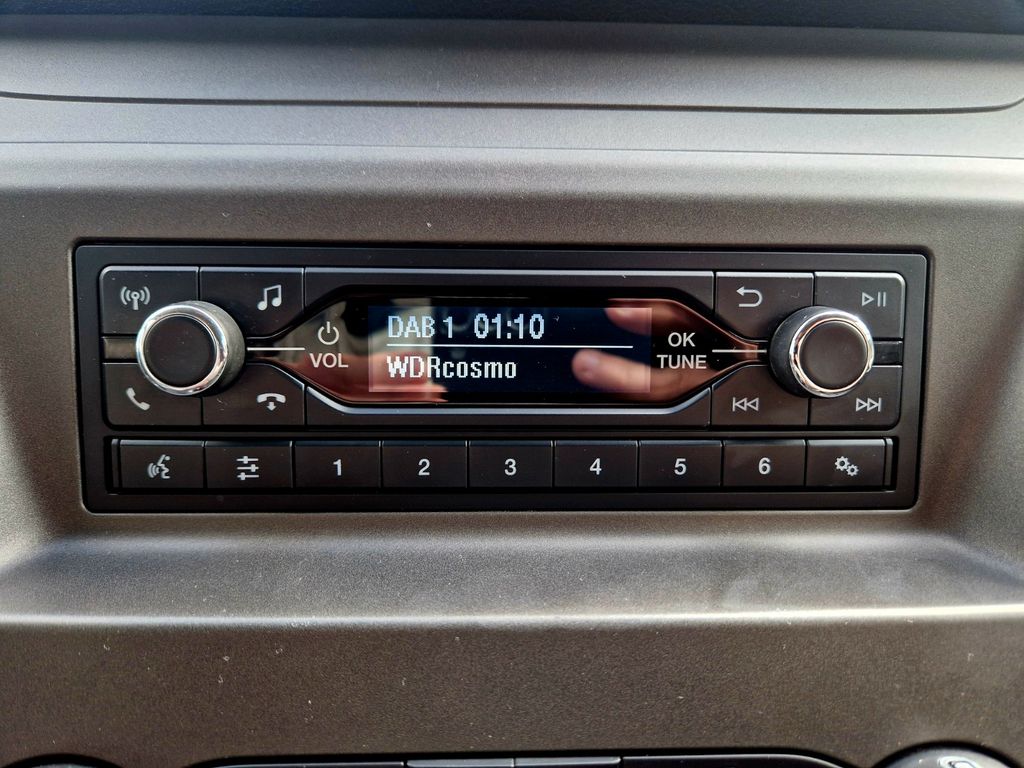 DAB 1 01:10
WDRcosmo
VOL
OK
TUNE
1 2 3 4 5 6